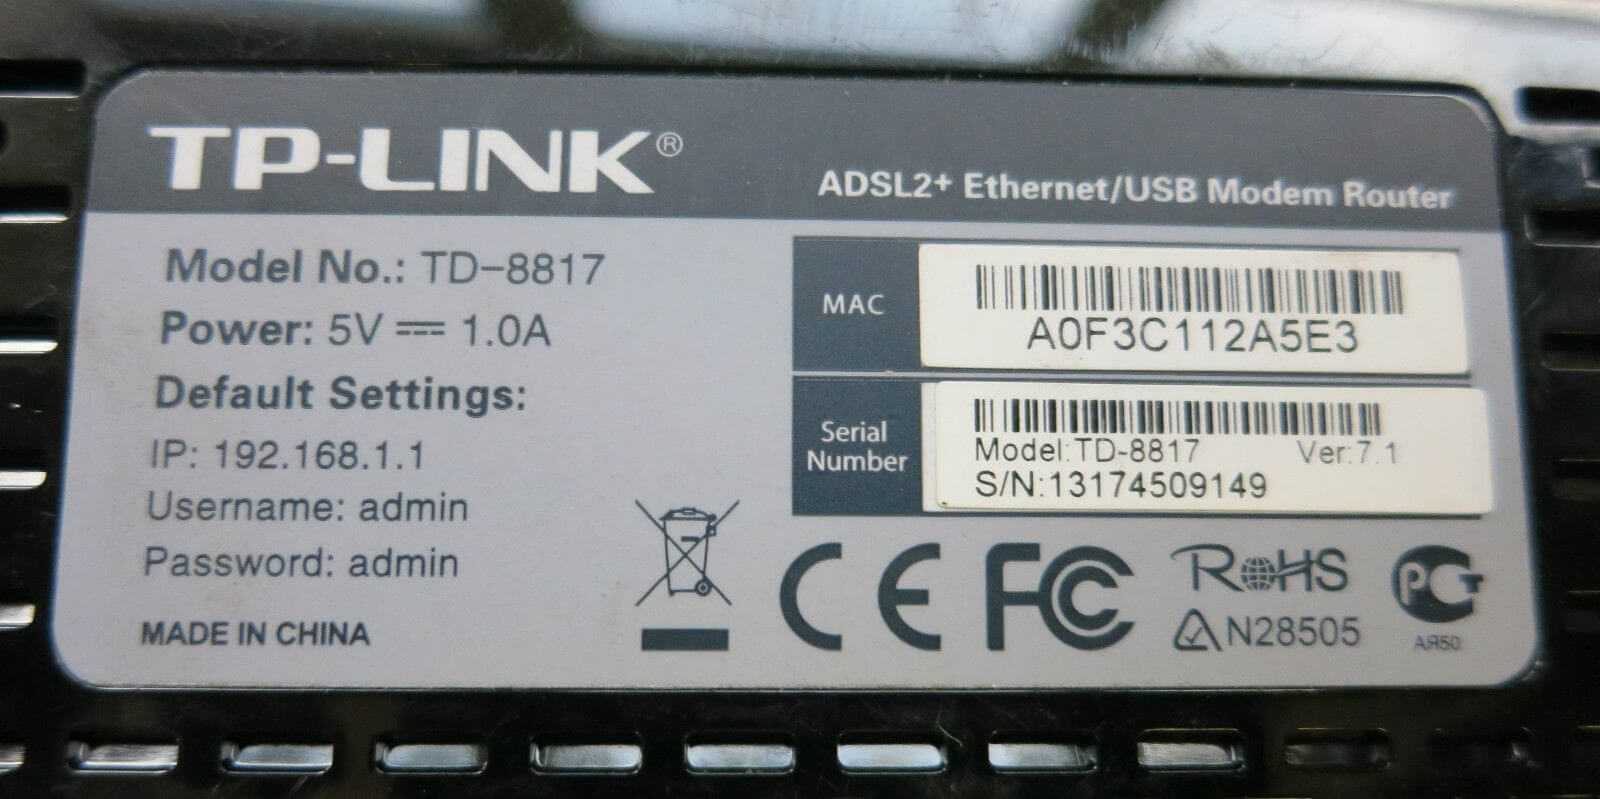 TP-LINK®
ADSL2+ Ethernet/USB Modem Router
Model No.: TD-8817
Power: 5V 1.0A
Default Settings:
IP: 192.168.1.1
Username: admin
Password: admin
MADE IN CHINA
MAC
A0F3C112A5E3
Serial
Number
Model:TD-8817 Ver:7.1
S/N:13174509149
CE FC RoHS PCT
N28505
АЯ50